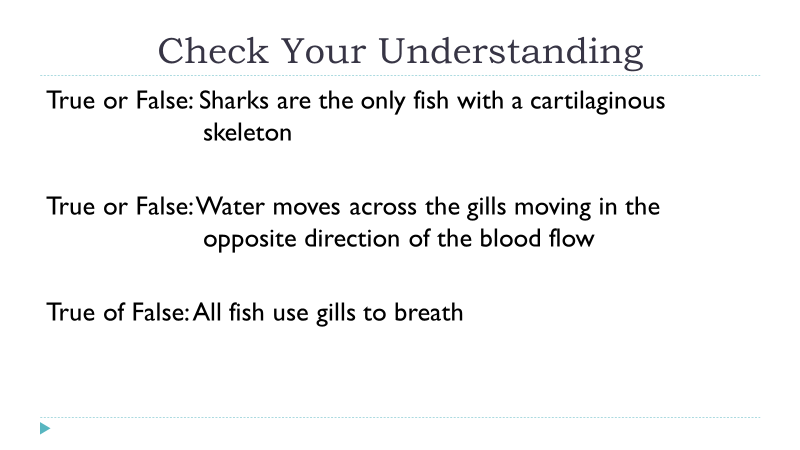 Check Your Understanding
True or False: Sharks are the only fish with a cartilaginous
skeleton
True or False: Water moves across the gills moving in the
opposite direction of the blood flow
True of False: All fish use gills to breath